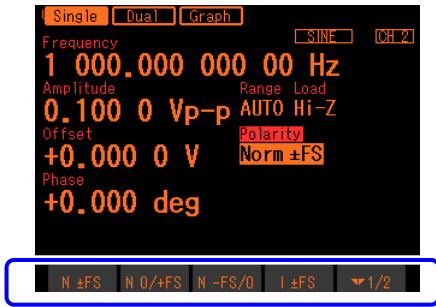 Single Dual Graph
SINE CH 2
Frequency
1 000.000 000 00 Hz
Amplitude Range Load
0.100 0 Vp-p AUTO Hi-Z
Offset Polarity
+0.000 0 V Norm ±FS
Phase
+0.000 deg
N ±FS N 0/+FS N -FS/0 I ±FS ▼1/2